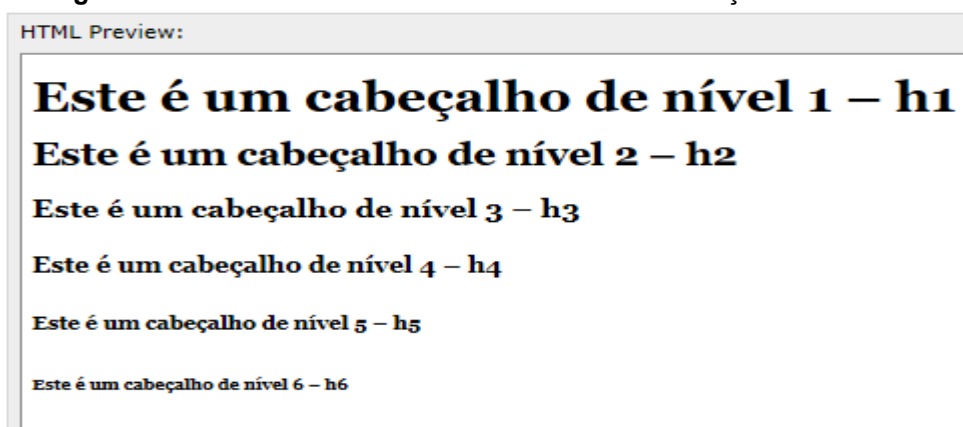 HTML Preview:
Este é um cabeçalho de nível 1 – h1
Este é um cabeçalho de nível 2 – h2
Este é um cabeçalho de nível 3 – h3
Este é um cabeçalho de nível 4 – h4
Este é um cabeçalho de nível 5 – h5
Este é um cabeçalho de nível 6 – h6